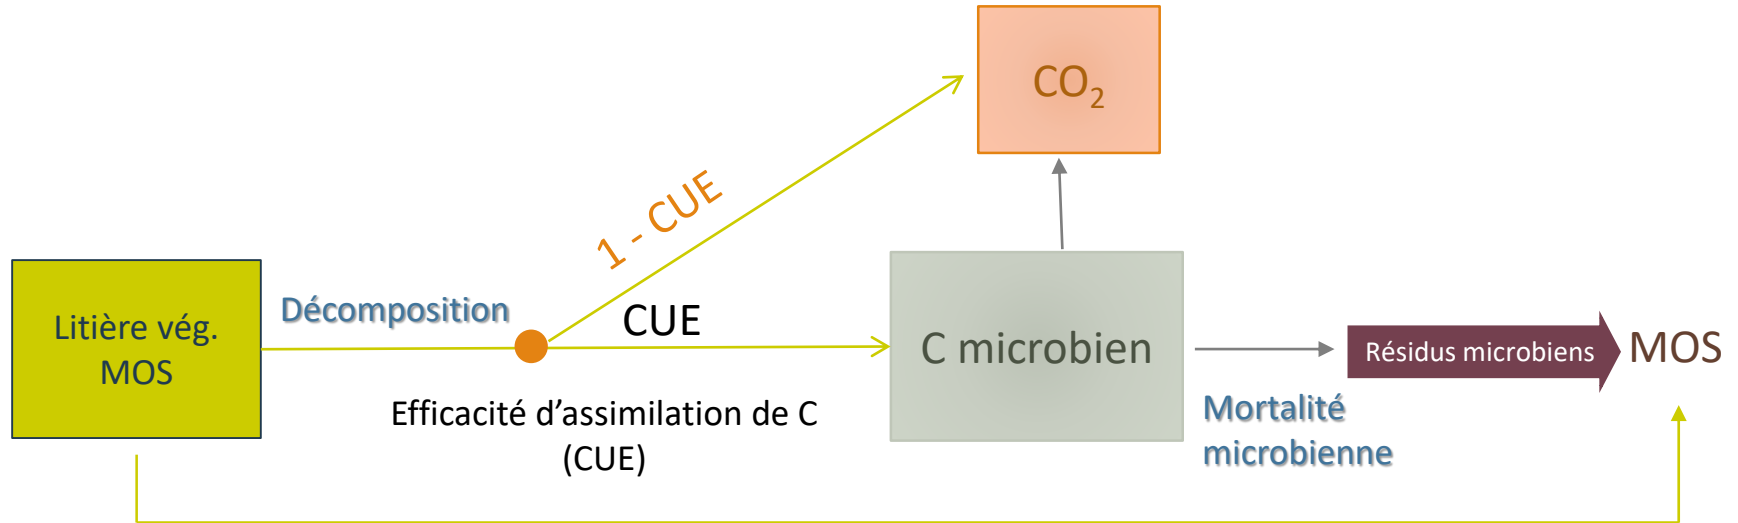 CO₂
1 - CUE
Litière vég.
MOS
Décomposition
CUE
C microbien
Résidus microbiens
MOS
Efficacité d’assimilation de C
(CUE)
Mortalité
microbienne